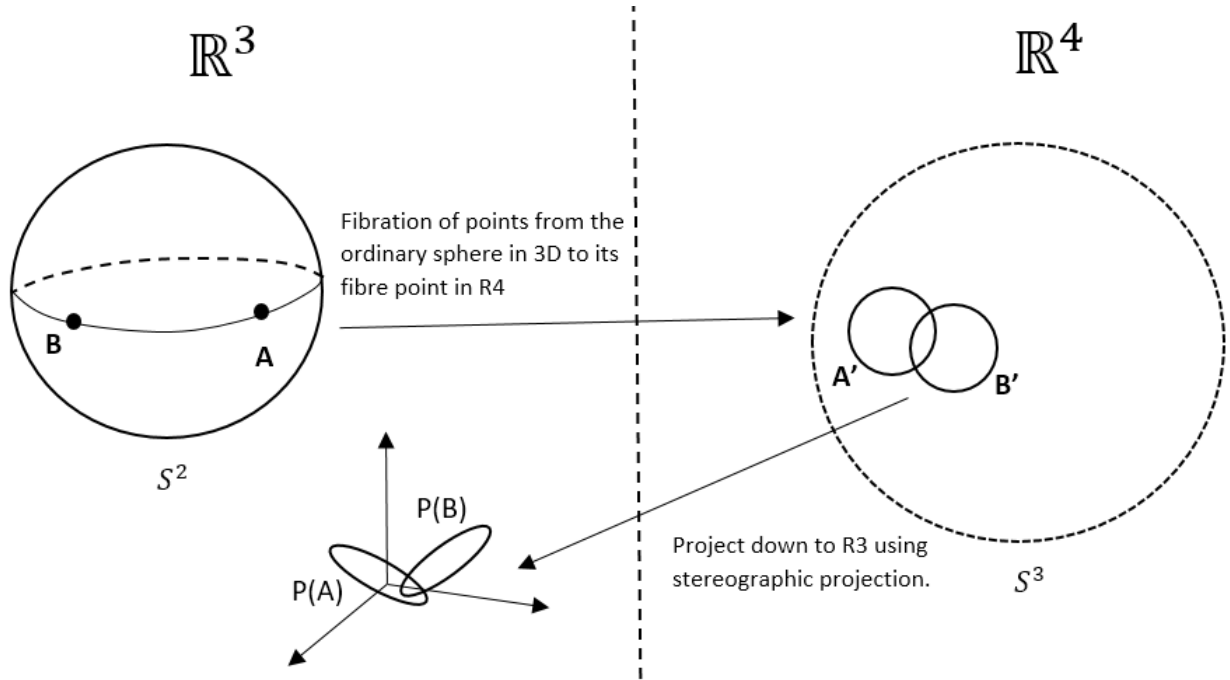 ℝ³
ℝ⁴
Fibration of points from the
ordinary sphere in 3D to its
fibre point in R4
B
A
A’
B’
S²
P(B)
P(A)
Project down to R3 using
stereographic projection.
S³